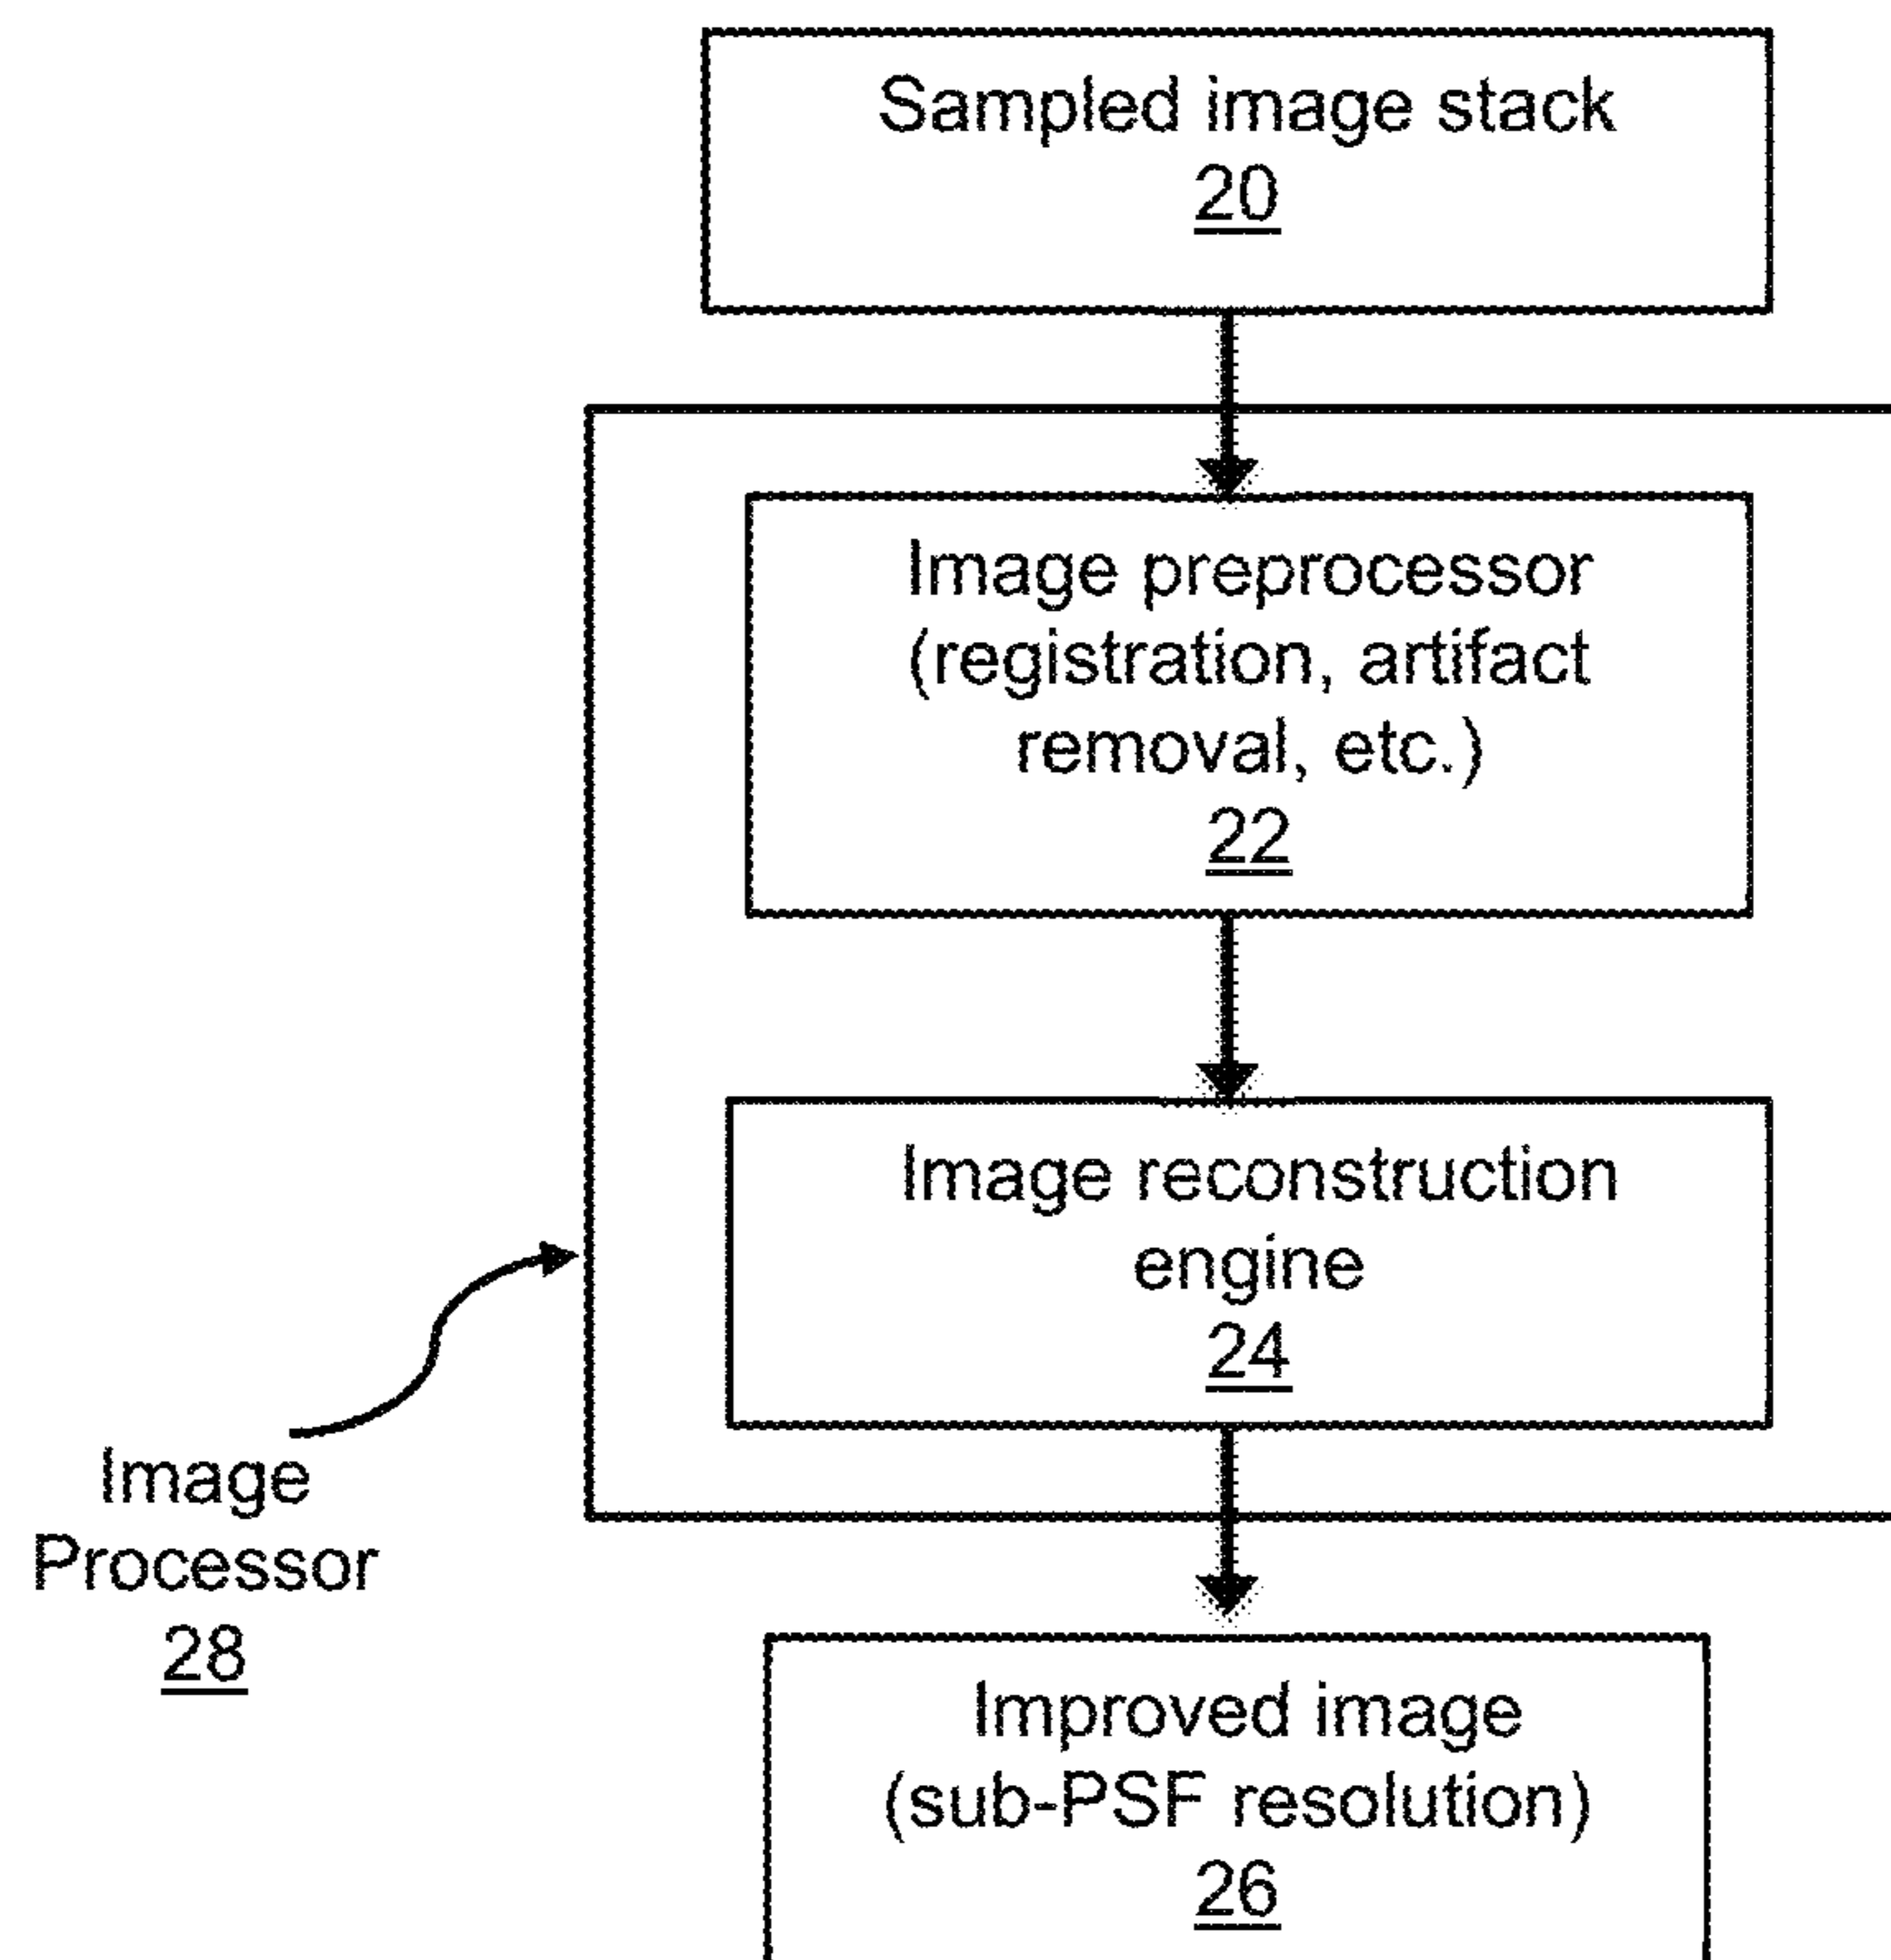 Sampled image stack
20
Image preprocessor
(registration, artifact
removal, etc.)
22
Image reconstruction
engine
24
Image
Processor
28
Improved image
(sub-PSF resolution)
26